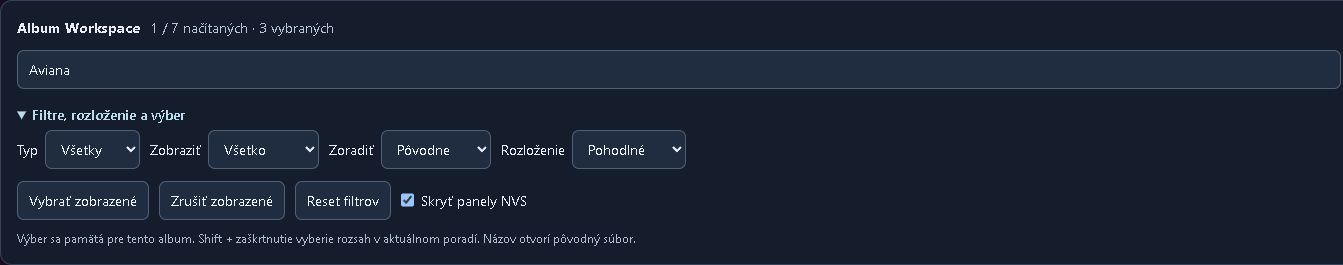 Album Workspace 1 / 7 načítaných · 3 vybraných
Aviana
▼ Filtre, rozloženie a výber
Typ Všetky Zobraziť Všetko Zoradiť Pôvodne Rozloženie Pohodlné
Vybrať zobrazené Zrušiť zobrazené Reset filtrov Skryť panely NVS
Výber sa pamätá pre tento album. Shift + zaškrtnutie vyberie rozsah v aktuálnom poradí. Názov otvorí pôvodný súbor.